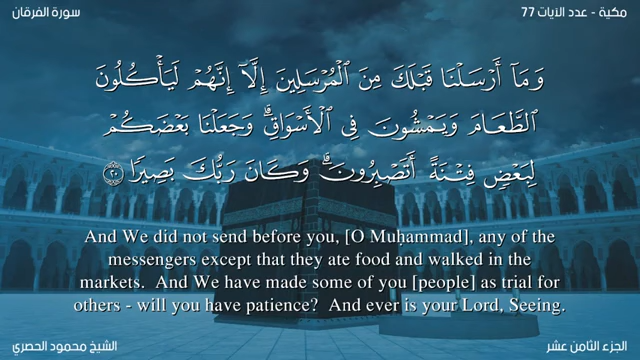 سورة الفرقان
مكية - عدد الآيات 77
وَمَآ أَرْسَلْنَا قَبْلَكَ مِنَ ٱلْمُرْسَلِينَ إِلَّآ إِنَّهُمْ لَيَأْكُلُونَ
ٱلطَّعَامَ وَيَمْشُونَ فِى ٱلْأَسْوَاقِ ۗ وَجَعَلْنَا بَعْضَكُمْ
لِبَعْضٍ فِتْنَةً أَتَصْبِرُونَ ۗ وَكَانَ رَبُّكَ بَصِيرًا ٢٠
And We did not send before you, [O Muḥammad], any of the
messengers except that they ate food and walked in the
markets. And We have made some of you [people] as trial for
others - will you have patience? And ever is your Lord, Seeing.
الجزء الثامن عشر
الشيخ محمود الحصري